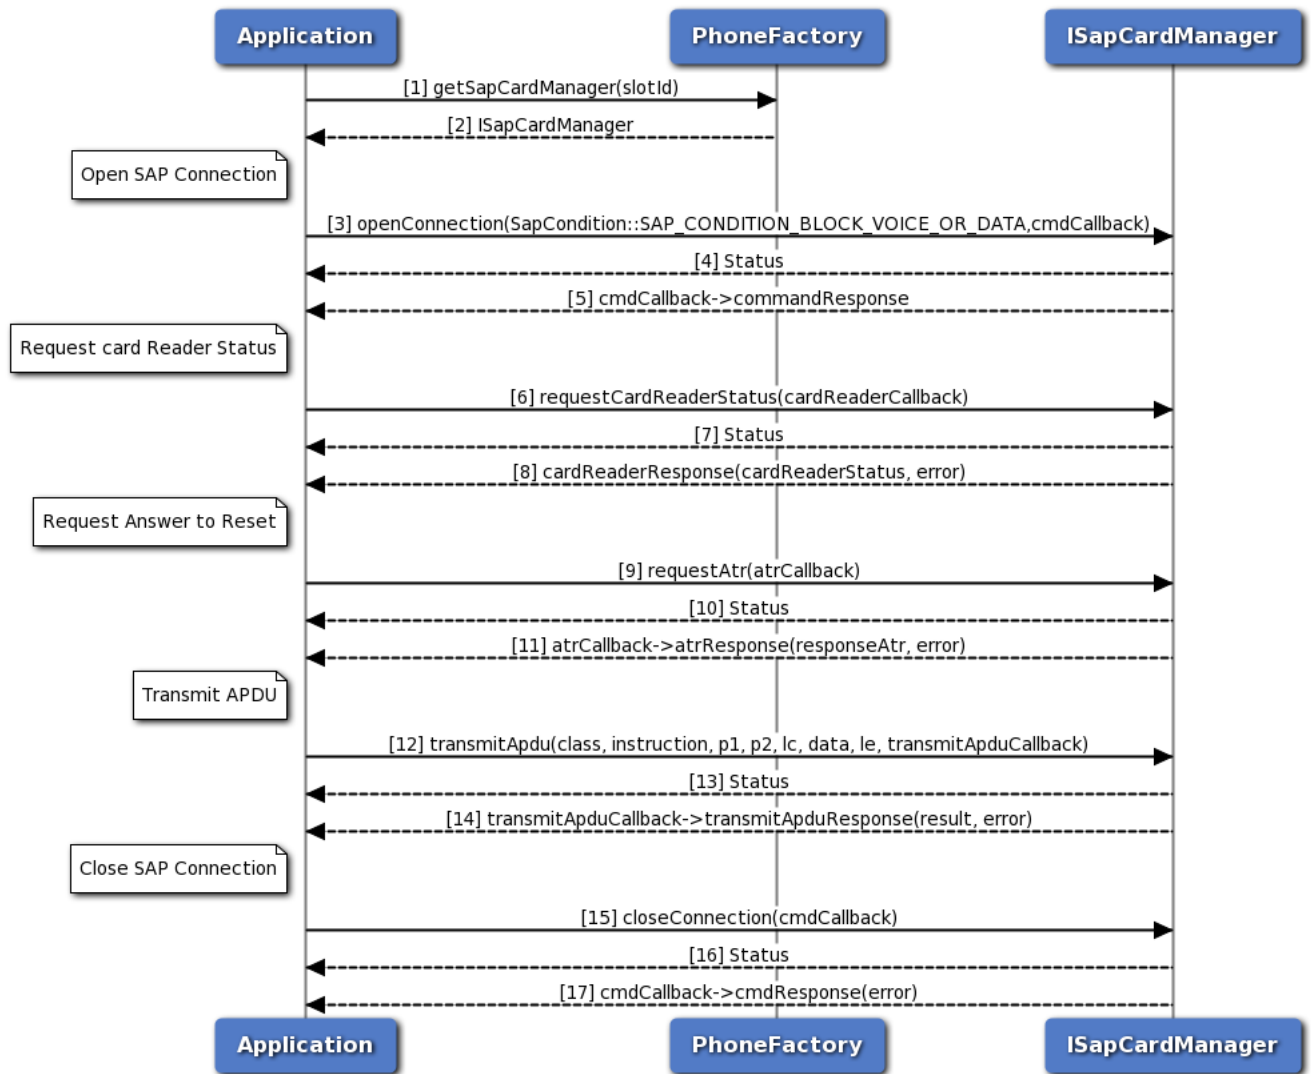 Application
PhoneFactory
ISapCardManager
[1] getSapCardManager(slotId)
[2] ISapCardManager
Open SAP Connection
[3] openConnection(SapCondition::SAP_CONDITION_BLOCK_VOICE_OR_DATA,cmdCallback)
[4] Status
[5] cmdCallback->commandResponse
Request card Reader Status
[6] requestCardReaderStatus(cardReaderCallback)
[7] Status
[8] cardReaderResponse(cardReaderStatus, error)
Request Answer to Reset
[9] requestAtr(atrCallback)
[10] Status
[11] atrCallback->atrResponse(responseAtr, error)
Transmit APDU
[12] transmitApdu(class, instruction, p1, p2, lc, data, le, transmitApduCallback)
[13] Status
[14] transmitApduCallback->transmitApduResponse(result, error)
Close SAP Connection
[15] closeConnection(cmdCallback)
[16] Status
[17] cmdCallback->cmdResponse(error)
Application
PhoneFactory
ISapCardManager